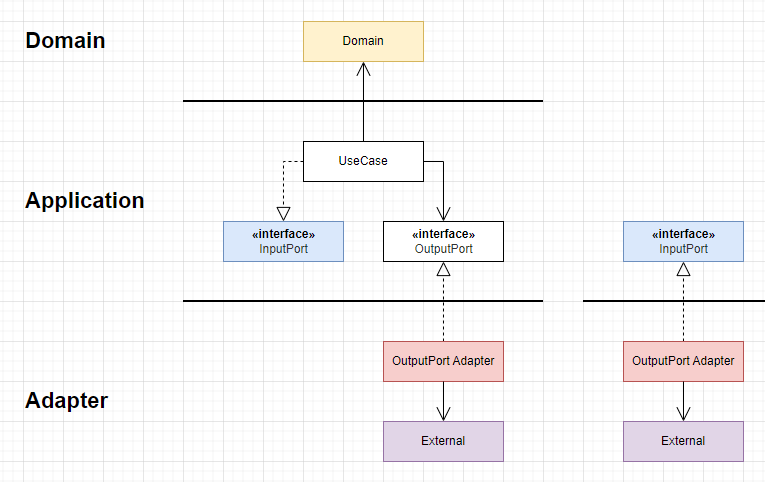 Domain
Domain
UseCase
Application
«interface»
InputPort
«interface»
OutputPort
«interface»
InputPort
OutputPort Adapter
OutputPort Adapter
Adapter
External
External